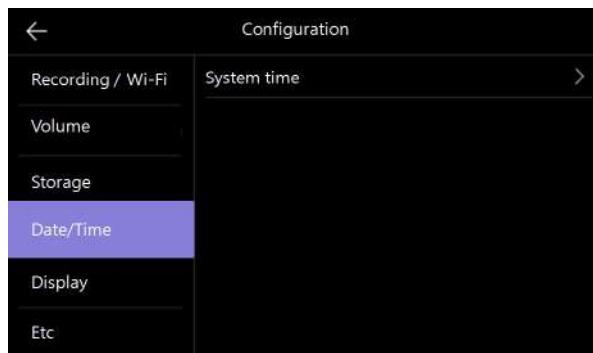 Configuration
Recording / Wi-Fi
System time
Volume
Storage
Date/Time
Display
Etc